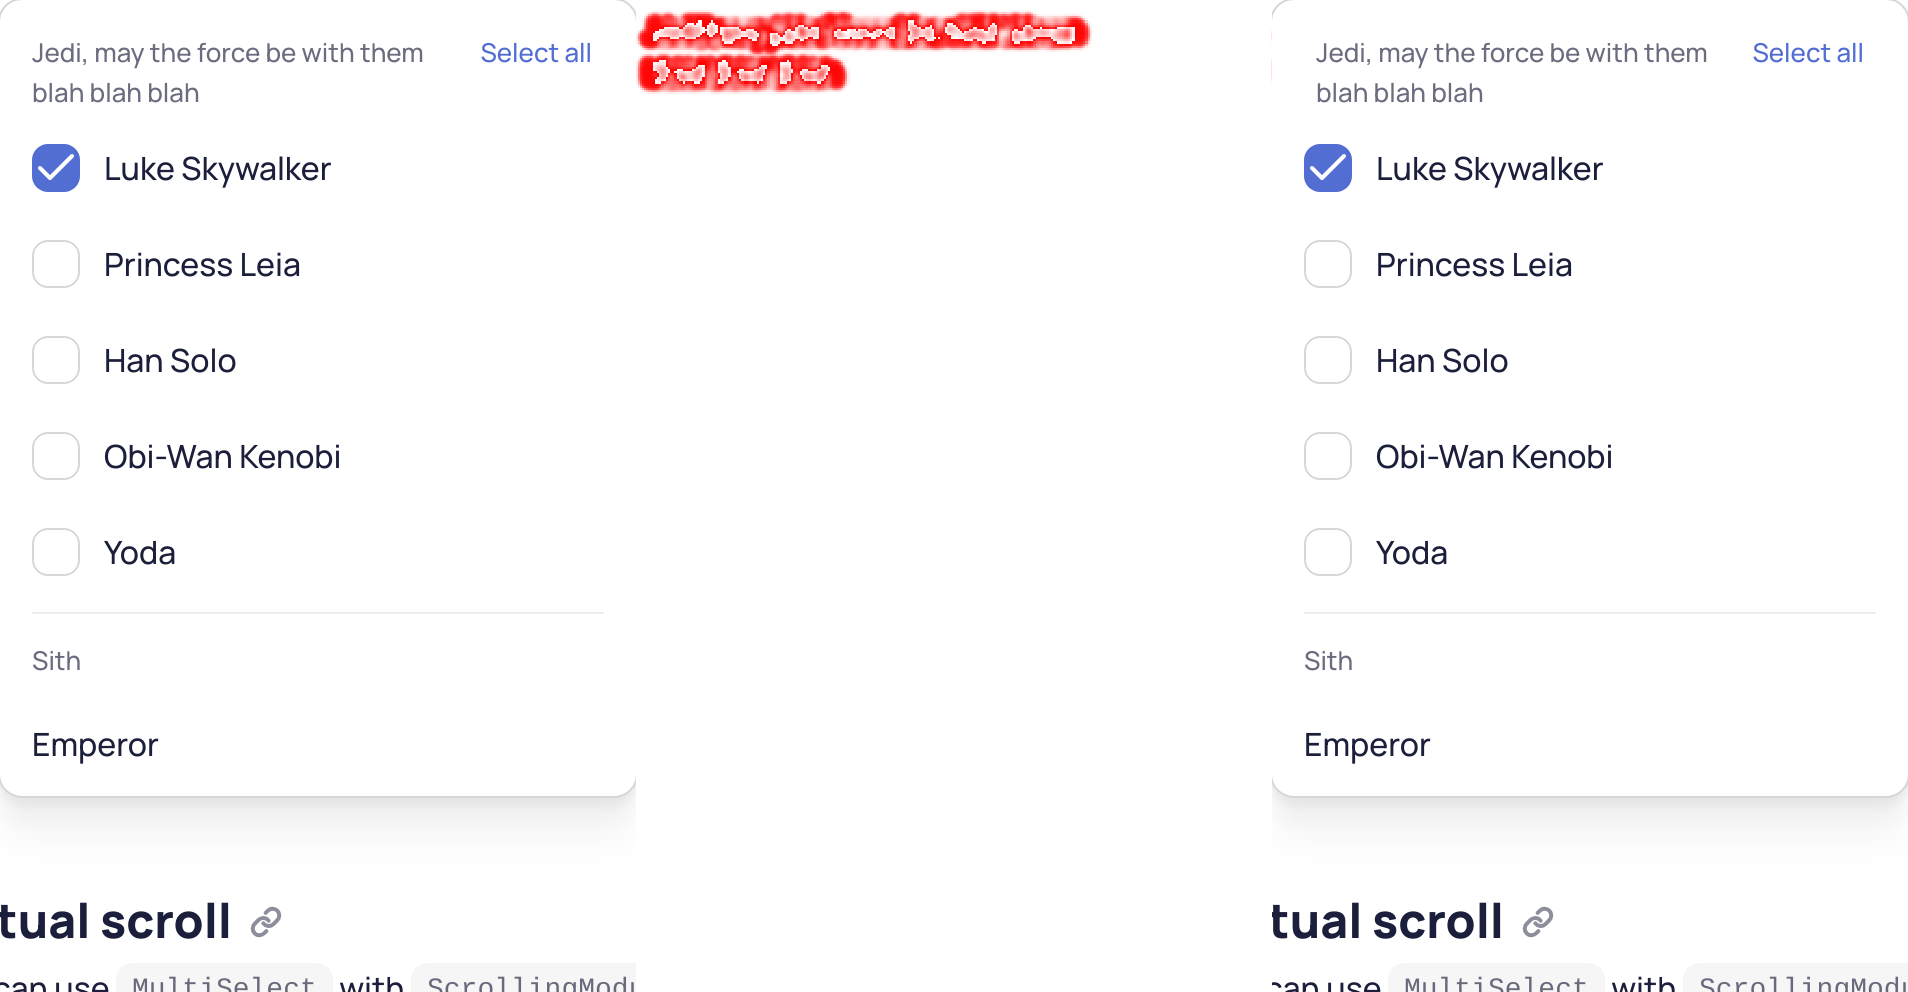 Jedi, may the force be with them Select all
blah blah blah
Luke Skywalker
Princess Leia
Han Solo
Obi-Wan Kenobi
Yoda
Sith
Emperor
tual scroll
can use MultiSelect with ScrollingModu
Jedi, may the force be with them Select all
blah blah blah
Luke Skywalker
Princess Leia
Han Solo
Obi-Wan Kenobi
Yoda
Sith
Emperor
tual scroll
can use MultiSelect with ScrollingModu